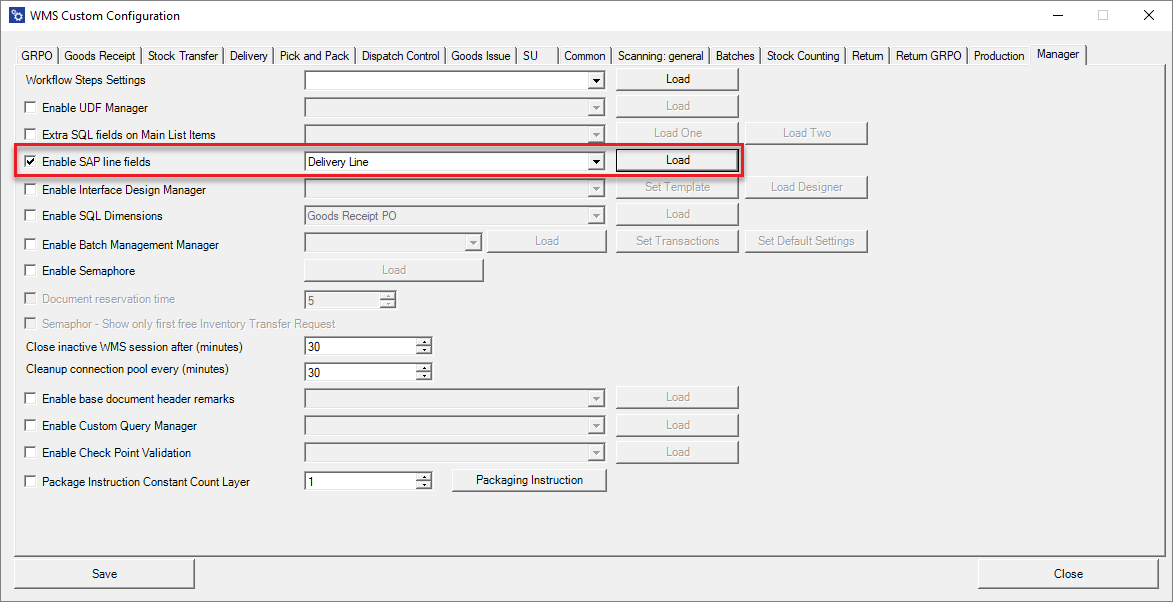 WMS Custom Configuration
GRPO Goods Receipt Stock Transfer Delivery Pick and Pack Dispatch Control Goods Issue SU Common Scanning: general Batches Stock Counting Return Return GRPO Production Manager
Workflow Steps Settings Load
Enable UDF Manager Load
Extra SQL fields on Main List Items Load One Load Two
Enable SAP line fields Delivery Line Load
Enable Interface Design Manager Set Template Load Designer
Enable SQL Dimensions Goods Receipt PO Load
Enable Batch Management Manager Load Set Transactions Set Default Settings
Enable Semaphore Load
Document reservation time 5
Semaphor - Show only first free Inventory Transfer Request
Close inactive WMS session after (minutes) 30
Cleanup connection pool every (minutes) 30
Enable base document header remarks Load
Enable Custom Query Manager Load
Enable Check Point Validation Load
Package Instruction Constant Count Layer 1 Packaging Instruction
Save Close